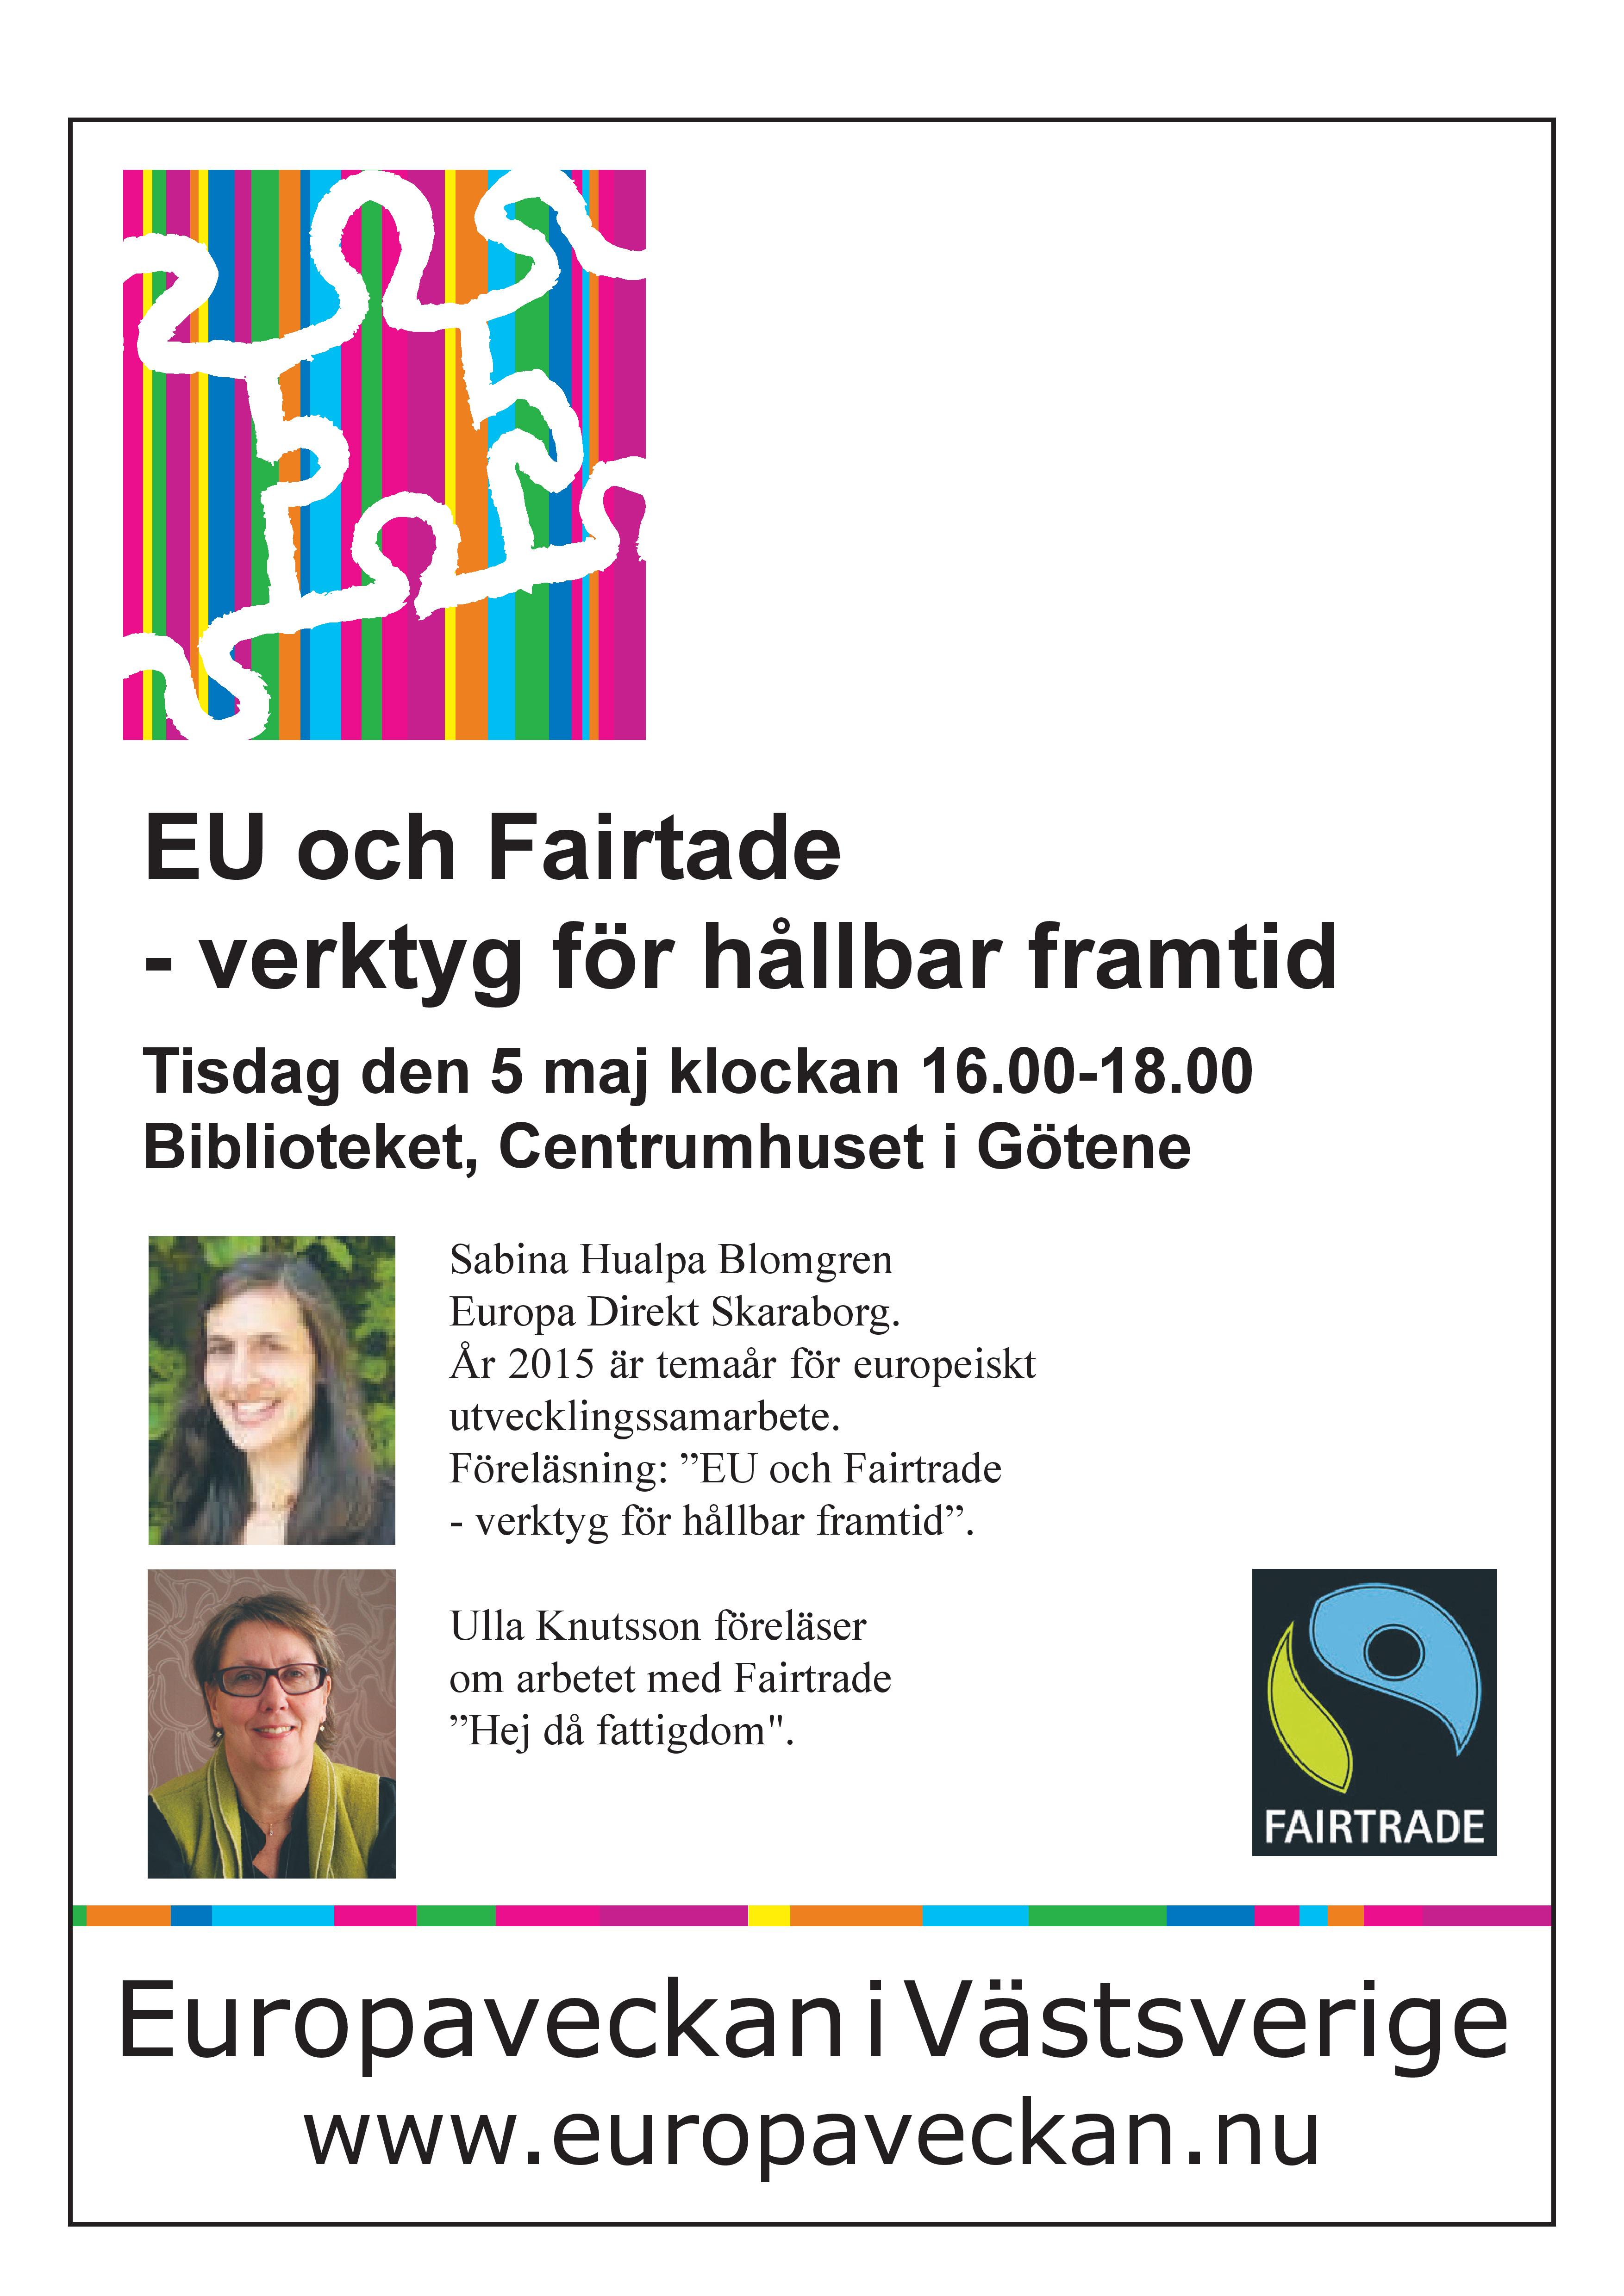 EU och Fairtade
- verktyg för hållbar framtid
Tisdag den 5 maj klockan 16.00-18.00
Biblioteket, Centrumhuset i Götene
Sabina Hualpa Blomgren
Europa Direkt Skaraborg.
År 2015 är temaår för europeiskt
utvecklingssamarbete.
Föreläsning: ”EU och Fairtrade
- verktyg för hållbar framtid”.
Ulla Knutsson föreläser
om arbetet med Fairtrade
”Hej då fattigdom".
FAIRTRADE
Europaveckan i Västsverige
www.europaveckan.nu